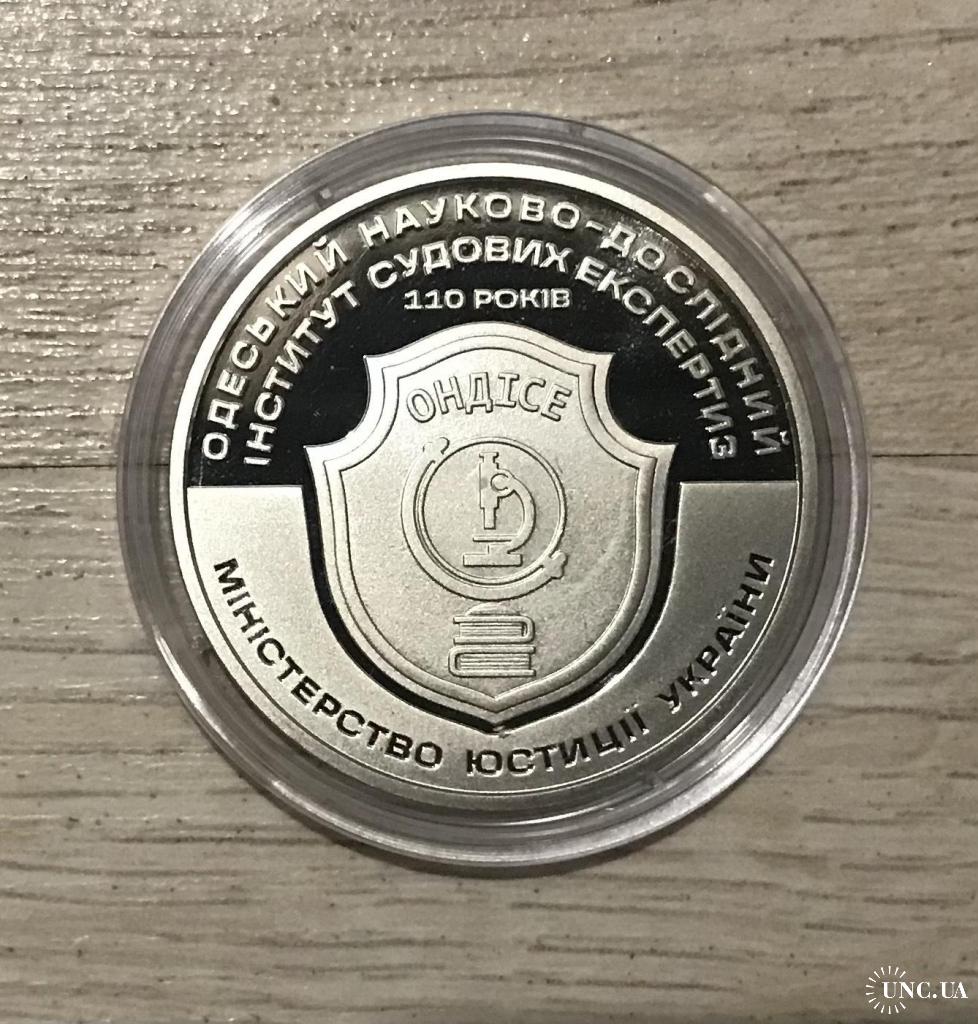 ОДЕСЬКИЙ НАУКОВО-ДОСЛІДНИЙ
ІНСТИТУТ СУДОВИХ ЕКСПЕРТИЗ
110 РОКІВ
ОНДІСЕ
МІНІСТЕРСТВО ЮСТИЦІЇ УКРАЇНИ
UNC.UA